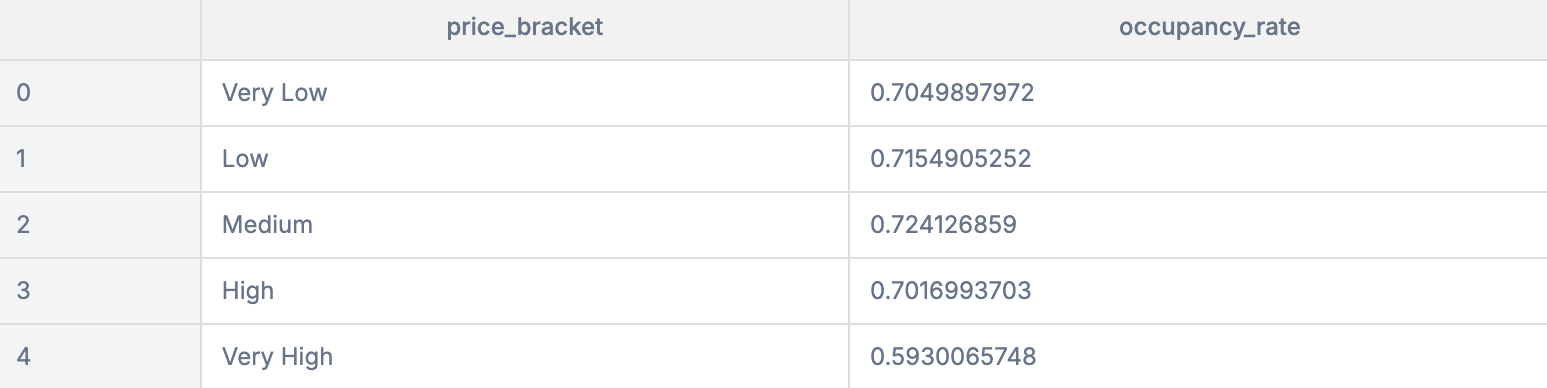 price_bracket occupancy_rate
0 Very Low 0.7049897972
1 Low 0.7154905252
2 Medium 0.724126859
3 High 0.7016993703
4 Very High 0.5930065748